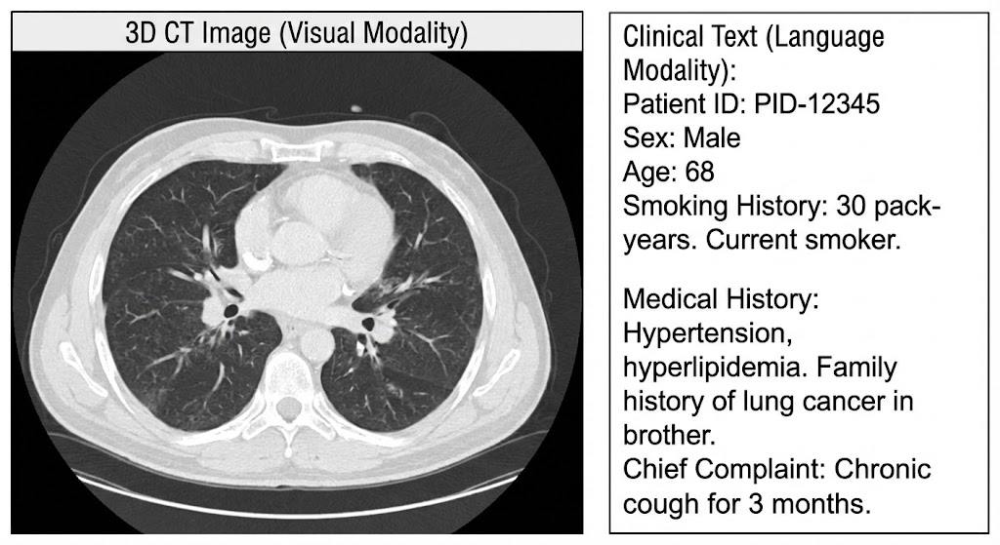 3D CT Image (Visual Modality)
Clinical Text (Language
Modality):
Patient ID: PID-12345
Sex: Male
Age: 68
Smoking History: 30 pack-
years. Current smoker.
Medical History:
Hypertension,
hyperlipidemia. Family
history of lung cancer in
brother.
Chief Complaint: Chronic
cough for 3 months.